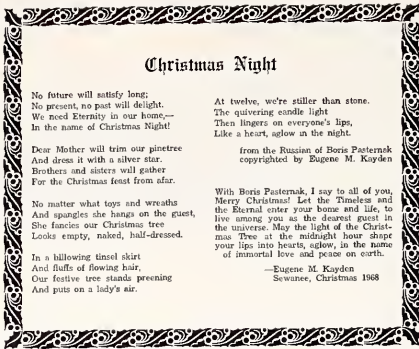 Christmas Night
No future will satisfy long;
No present, no past will delight.
We need Eternity in our home,—
In the name of Christmas Night!
Dear Mother will trim our pinetree
And dress it with a silver star.
Brothers and sisters will gather
For the Christmas feast from afar.
No matter what toys and wreaths
And spangles she hangs on the guest,
She fancies our Christmas tree
Looks empty, naked, half-dressed.
In a billowing tinsel skirt
And fluffs of flowing hair,
Our festive tree stands preening
And puts on a lady's air.
At twelve, we're stiller than stone.
The quivering candle light
Then lingers on everyone's lips,
Like a heart, aglow in the night.
from the Russian of Boris Pasternak
copyrighted by Eugene M. Kayden
With Boris Pasternak, I say to all of you,
Merry Christmas! Let the Timeless and
the Eternal enter your home and life, to
live among you as the dearest guest in
the universe. May the light of the Christ-
mas Tree at the midnight hour shape
your lips into hearts, aglow, in the name
of immortal love and peace on earth.
—Eugene M. Kayden
Sewanee, Christmas 1968